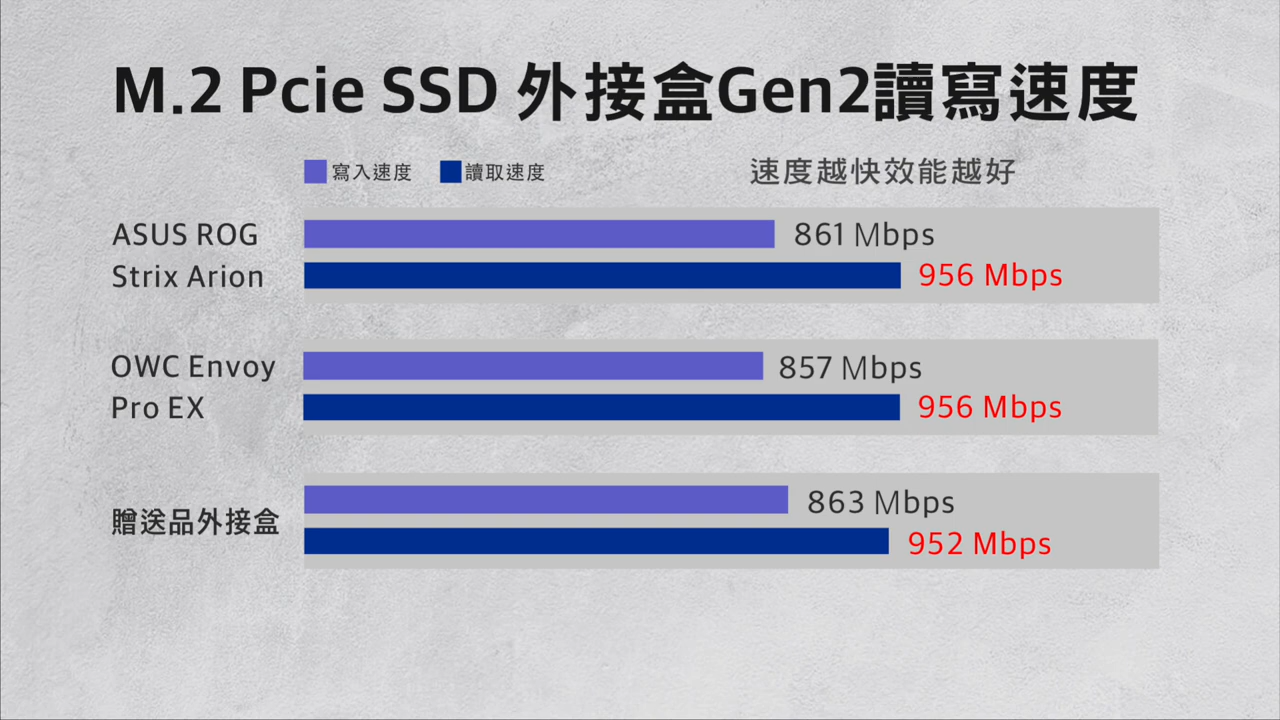 M.2 Pcie SSD 外接盒Gen2讀寫速度
寫入速度 讀取速度 速度越快效能越好
ASUS ROG 861 Mbps
Strix Arion 956 Mbps
OWC Envoy 857 Mbps
Pro EX 956 Mbps
863 Mbps
贈送品外接盒
952 Mbps